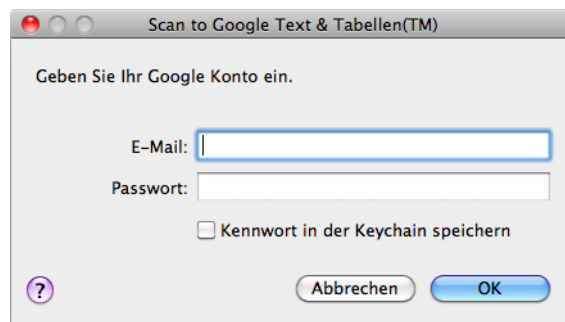 Scan to Google Text & Tabellen(TM)
Geben Sie Ihr Google Konto ein.
E-Mail:
Passwort:
Kennwort in der Keychain speichern
?
Abbrechen
OK